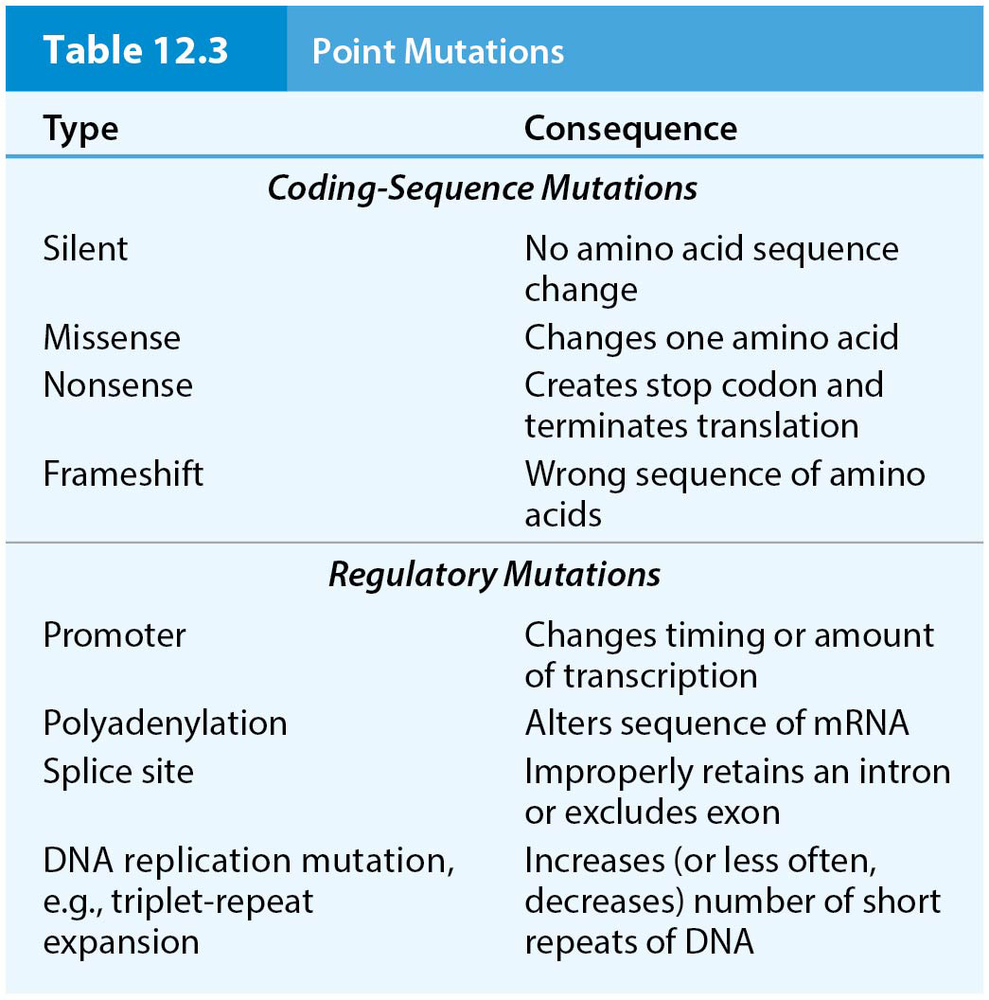 Table 12.3 Point Mutations
Type Consequence
Coding-Sequence Mutations
Silent No amino acid sequence
change
Missense Changes one amino acid
Nonsense Creates stop codon and
terminates translation
Frameshift Wrong sequence of amino
acids
Regulatory Mutations
Promoter Changes timing or amount
of transcription
Polyadenylation Alters sequence of mRNA
Splice site Improperly retains an intron
or excludes exon
DNA replication mutation, Increases (or less often,
e.g., triplet-repeat decreases) number of short
expansion repeats of DNA